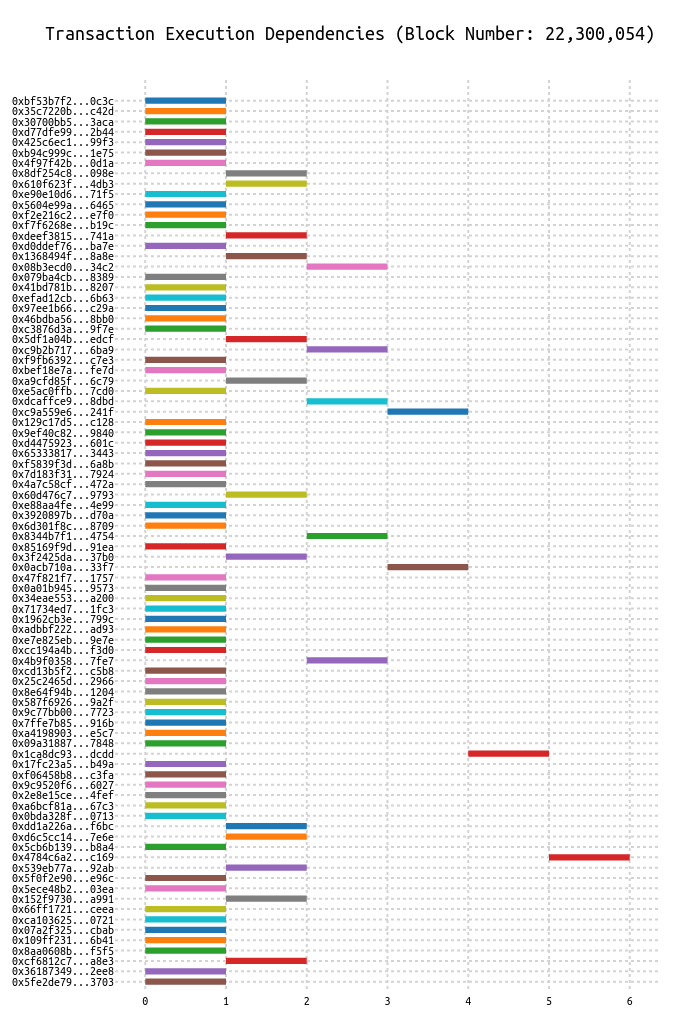 Transaction Execution Dependencies (Block Number: 22,300,054)
0xbf53b7f2...0c3c
0x35c7220b...c42d
0x30700bb5...3aca
0xd77dfe99...2b44
0x425c6ec1...99f3
0xb94c999c...1e75
0x4f97f42b...0d1a
0x8df254c8...098e
0x610f623f...4db3
0xe90e10d6...71f5
0x5604e99a...6465
0xf2e216c2...e7f0
0xf7f6268e...b19c
0xdeef3815...741a
0xd0ddef76...ba7e
0x1368494f...8a8e
0x08b3ecd0...34c2
0x079ba4cb...8389
0x41bd781b...8207
0xefad12cb...6b63
0x97ee1b66...c29a
0x46bdba56...8bb0
0xc3876d3a...9f7e
0x5df1a04b...edcf
0xc9b2b717...6ba9
0xf9fb6392...c7e3
0xbef18e7a...fe7d
0xa9cfd85f...6c79
0xe5ac0ffb...7cd0
0xdcaffce9...8dbd
0xc9a559e6...241f
0x129c17d5...c128
0x9ef40c82...9840
0xd4475923...601c
0x65333817...3443
0xf5839f3d...6a8b
0x7d183f31...7924
0x4a7c58cf...472a
0x60d476c7...9793
0xe88aa4fe...4e99
0x3920897b...d70a
0x6d301f8c...8709
0x8344b7f1...4754
0x85169f9d...91ea
0x3f2425da...37b0
0x0acb710a...33f7
0x47f821f7...1757
0x0a01b945...9573
0x34eae553...a200
0x71734ed7...1fc3
0x1962cb3e...799c
0xadbbf222...ad93
0xe7e825eb...9e7e
0xcc194a4b...f3d0
0x4b9f0358...7fe7
0xcd13b5f2...c5b8
0x25c2465d...2966
0x8e64f94b...1204
0x587f6926...9a2f
0x9c77bb00...7723
0x7ffe7b85...916b
0xa4198903...e5c7
0x09a31887...7848
0x1ca8dc93...dcdd
0x17fc23a5...b49a
0xf06458b8...c3fa
0x9c9520f6...6027
0x2e8e15ce...4fef
0xa6bcf81a...67c3
0x0bda328f...0713
0xdd1a226a...f6bc
0xd6c5cc14...7e6e
0x5cb6b139...b8a4
0x4784c6a2...c169
0x539eb77a...92ab
0x5f0f2e90...e96c
0x5ece48b2...03ea
0x152f9730...a991
0x66ff1721...ceea
0xca103625...0721
0x07a2f325...cbab
0x109ff231...6b41
0x8aa0608b...f5f5
0xcf6812c7...a8e3
0x36187349...2ee8
0x5fe2de79...3703
0 1 2 3 4 5 6